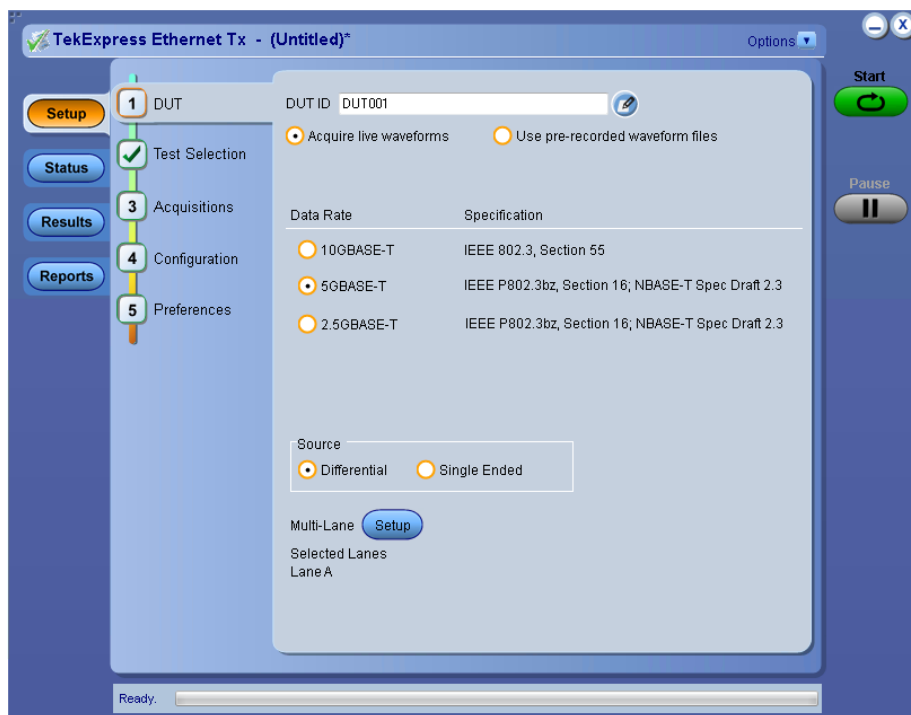 TekExpress Ethernet Tx - (Untitled)*
Options
X
Start
Pause
Setup
Status
Results
Reports
1 DUT
Test Selection
3 Acquisitions
4 Configuration
5 Preferences
DUT ID DUT001
Acquire live waveforms Use pre-recorded waveform files
Data Rate Specification
10GBASE-T IEEE 802.3, Section 55
5GBASE-T IEEE P802.3bz, Section 16; NBASE-T Spec Draft 2.3
2.5GBASE-T IEEE P802.3bz, Section 16; NBASE-T Spec Draft 2.3
Source
Differential Single Ended
Multi-Lane Setup
Selected Lanes
Lane A
Ready.